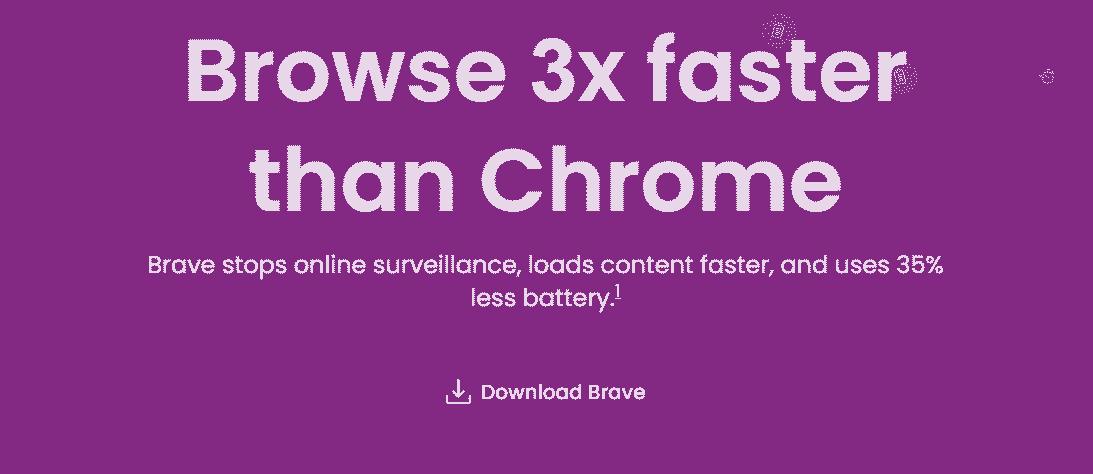 Browse 3x faster
than Chrome
Brave stops online surveillance, loads content faster, and uses 35%
less battery.1
Download Brave